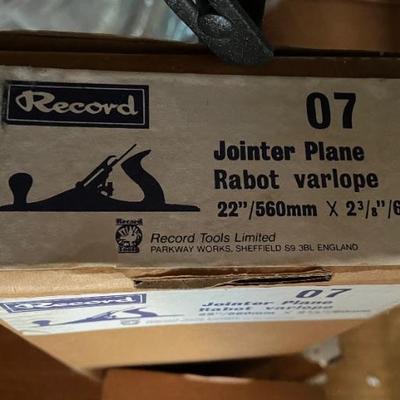 Record
07
Jointer Plane
Rabot varlope
22"/560mm X 2³/₈"/6
Record
Record Tools Limited
PARKWAY WORKS, SHEFFIELD S9 3BL ENGLAND
Record
07
Jointer Plane
Rabot varlope